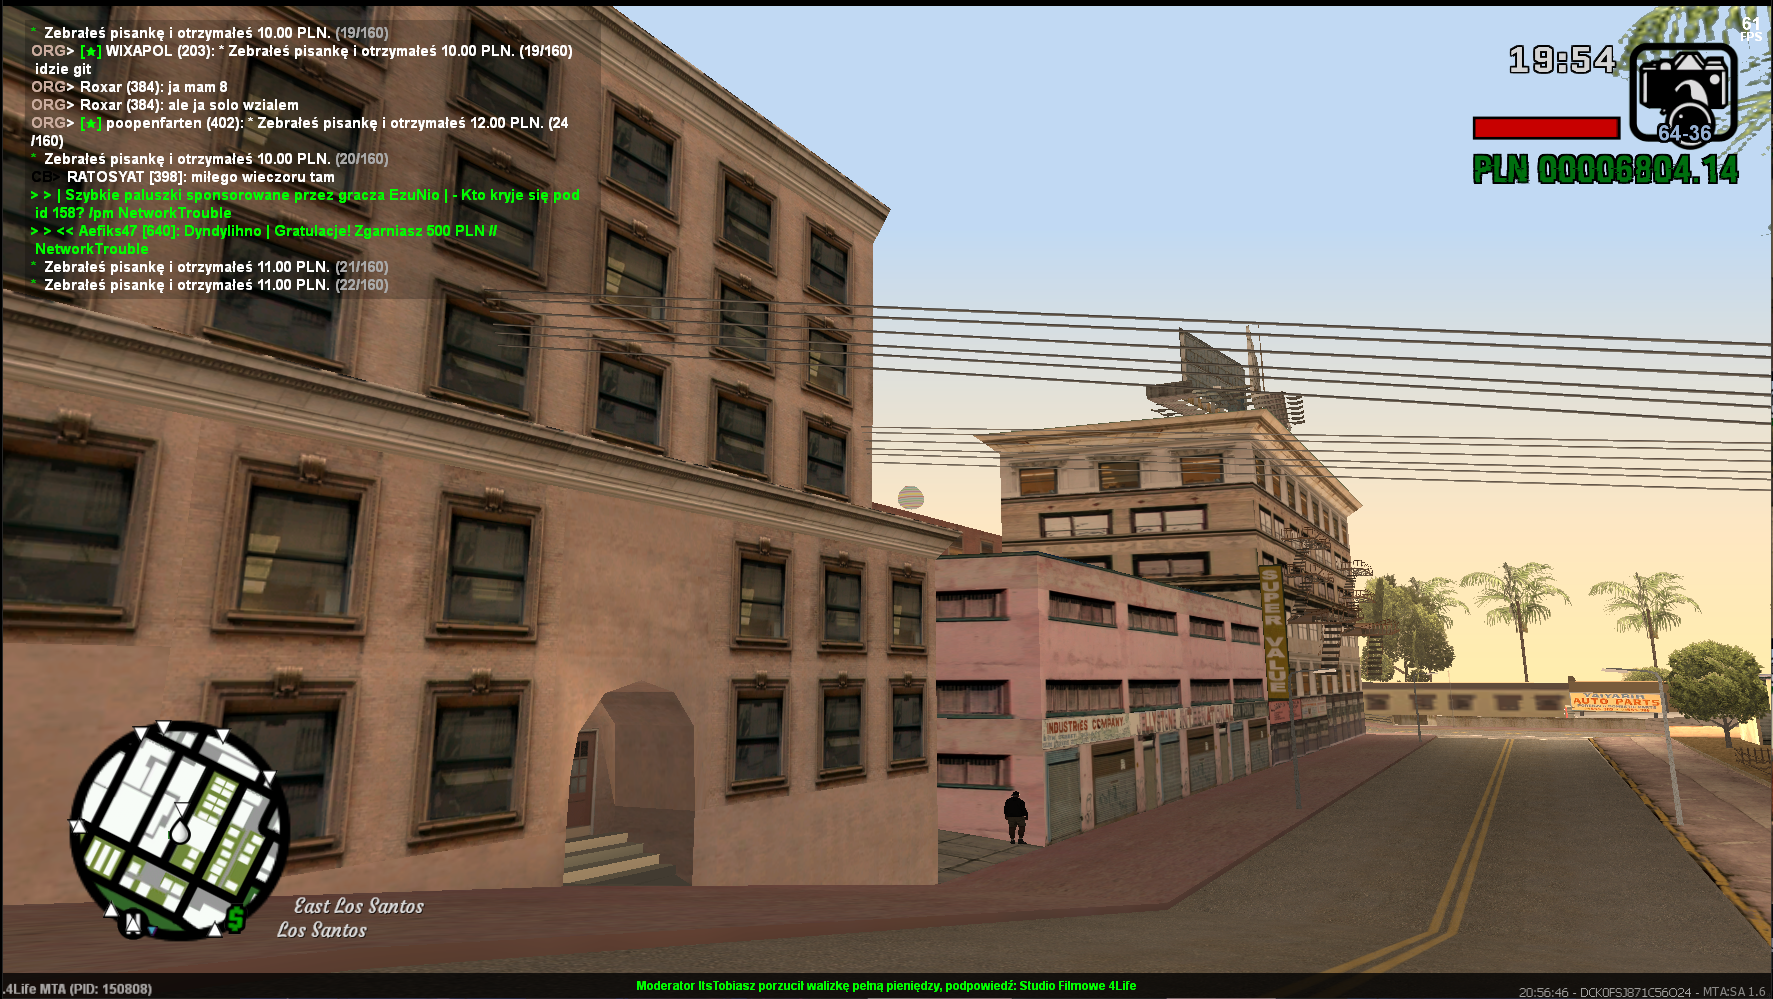 * Zebrałeś pisankę i otrzymałeś 10.00 PLN. (19/160)
ORG> [★] WIXAPOL (203): * Zebrałeś pisankę i otrzymałeś 10.00 PLN. (19/160)
idzie git
ORG> Roxar (384): ja mam 8
ORG> Roxar (384): ale ja solo wzialem
ORG> [★] poopenfarten (402): * Zebrałeś pisankę i otrzymałeś 12.00 PLN. (24
/160)
* Zebrałeś pisankę i otrzymałeś 10.00 PLN. (20/160)
CB> RATOSYAT [398]: miłego wieczoru tam
> > | Szybkie paluszki sponsorowane przez gracza EzuNio | - Kto kryje się pod
id 158? /pm NetworkTrouble
> > << Aefiks47 [640]: Dyndylihno | Gratulacje! Zgarniasz 500 PLN //
NetworkTrouble
* Zebrałeś pisankę i otrzymałeś 11.00 PLN. (21/160)
* Zebrałeś pisankę i otrzymałeś 11.00 PLN. (22/160)
61
FPS
19:54
64-36
PLN 00006804.14
SUPER VALUE
AUTO PARTS
INDUSTRIES COMPANY
East Los Santos
Los Santos
.4Life MTA (PID: 150808)
Moderator ItsTobiasz porzucił walizkę pełną pieniędzy, podpowiedź: Studio Filmowe 4Life
20:56:46 - DCK0FSJ871C56O24 - MTA:SA 1.6